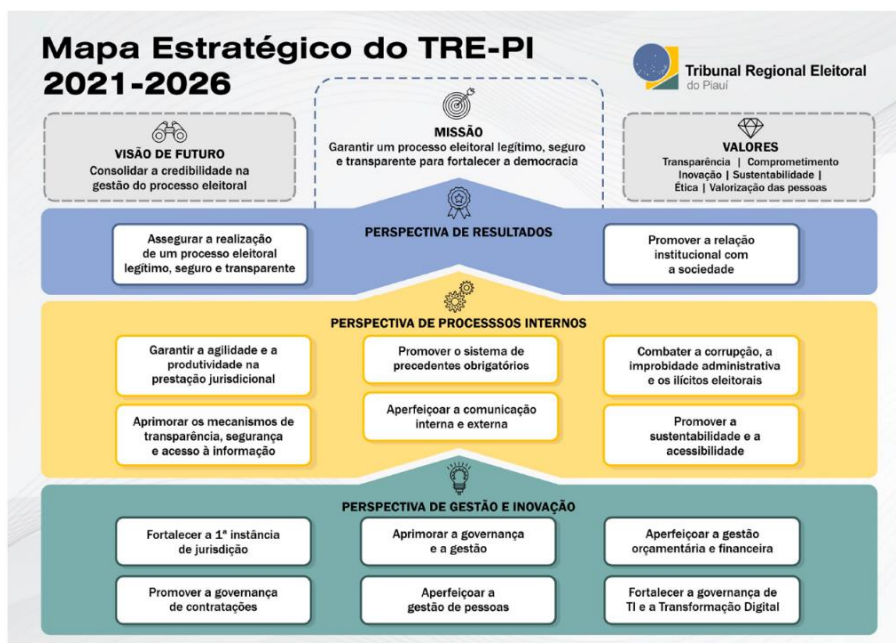 Mapa Estratégico do TRE-PI
2021-2026
Tribunal Regional Eleitoral
do Piauí
VISÃO DE FUTURO
Consolidar a credibilidade na
gestão do processo eleitoral
MISSÃO
Garantir um processo eleitoral legítimo, seguro
e transparente para fortalecer a democracia
VALORES
Transparência | Comprometimento
Inovação | Sustentabilidade |
Ética | Valorização das pessoas
PERSPECTIVA DE RESULTADOS
Assegurar a realização
de um processo eleitoral
legítimo, seguro e transparente
Promover a relação
institucional com
a sociedade
PERSPECTIVA DE PROCESSSOS INTERNOS
Garantir a agilidade e a
produtividade na
prestação jurisdicional
Promover o sistema de
precedentes obrigatórios
Combater a corrupção, a
improbidade administrativa
e os ilícitos eleitorais
Aprimorar os mecanismos de
transparência, segurança
e acesso à informação
Aperfeiçoar a comunicação
interna e externa
Promover a
sustentabilidade e a
acessibilidade
PERSPECTIVA DE GESTÃO E INOVAÇÃO
Fortalecer a 1ª instância
de jurisdição
Aprimorar a governança
e a gestão
Aperfeiçoar a gestão
orçamentária e financeira
Promover a governança
de contratações
Aperfeiçoar a
gestão de pessoas
Fortalecer a governança de
TI e a Transformação Digital